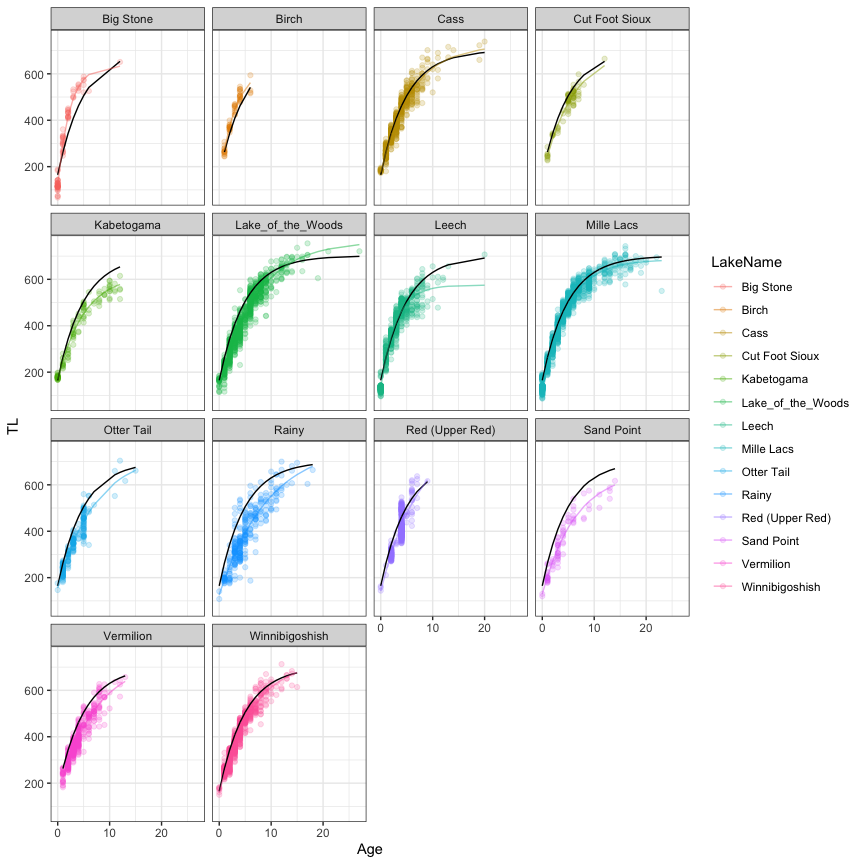 Big Stone
Birch
Cass
Cut Foot Sioux
600
400
200
Kabetogama
Lake_of_the_Woods
Leech
Mille Lacs
600
400
200
LakeName
Big Stone
Birch
Cass
Cut Foot Sioux
Kabetogama
Lake_of_the_Woods
Leech
Mille Lacs
Otter Tail
Rainy
Red (Upper Red)
Sand Point
Vermilion
Winnibigoshish
TL
Otter Tail
Rainy
Red (Upper Red)
Sand Point
600
400
200
0 10 20
0 10 20
Vermilion
Winnibigoshish
600
400
200
0 10 20
0 10 20
Age